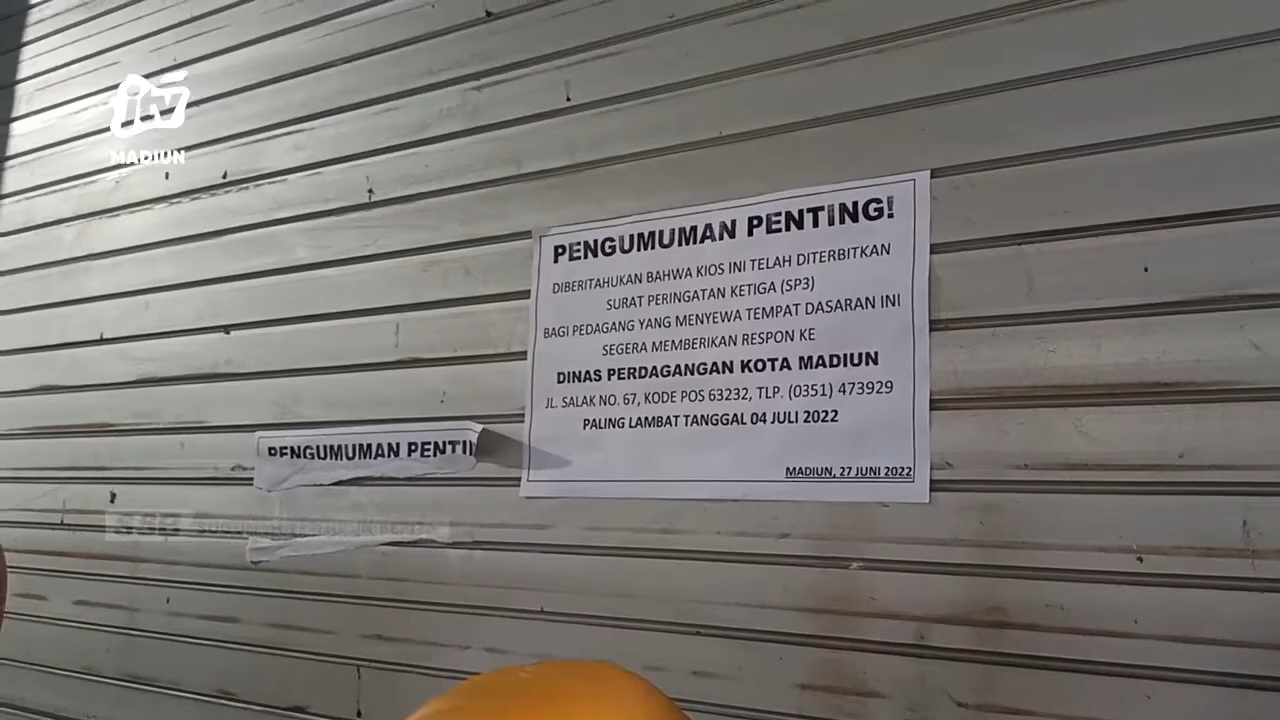 itv
MADIUN
PENGUMUMAN PENTING!
DIBERITAHUKAN BAHWA KIOS INI TELAH DITERBITKAN
SURAT PERINGATAN KETIGA (SP3)
BAGI PEDAGANG YANG MENYEWA TEMPAT DASARAN INI
SEGERA MEMBERIKAN RESPON KE
DINAS PERDAGANGAN KOTA MADIUN
JL. SALAK NO. 67, KODE POS 63232, TLP. (0351) 473929
PALING LAMBAT TANGGAL 04 JULI 2022
MADIUN, 27 JUNI 2022
PENGUMUMAN PENTI